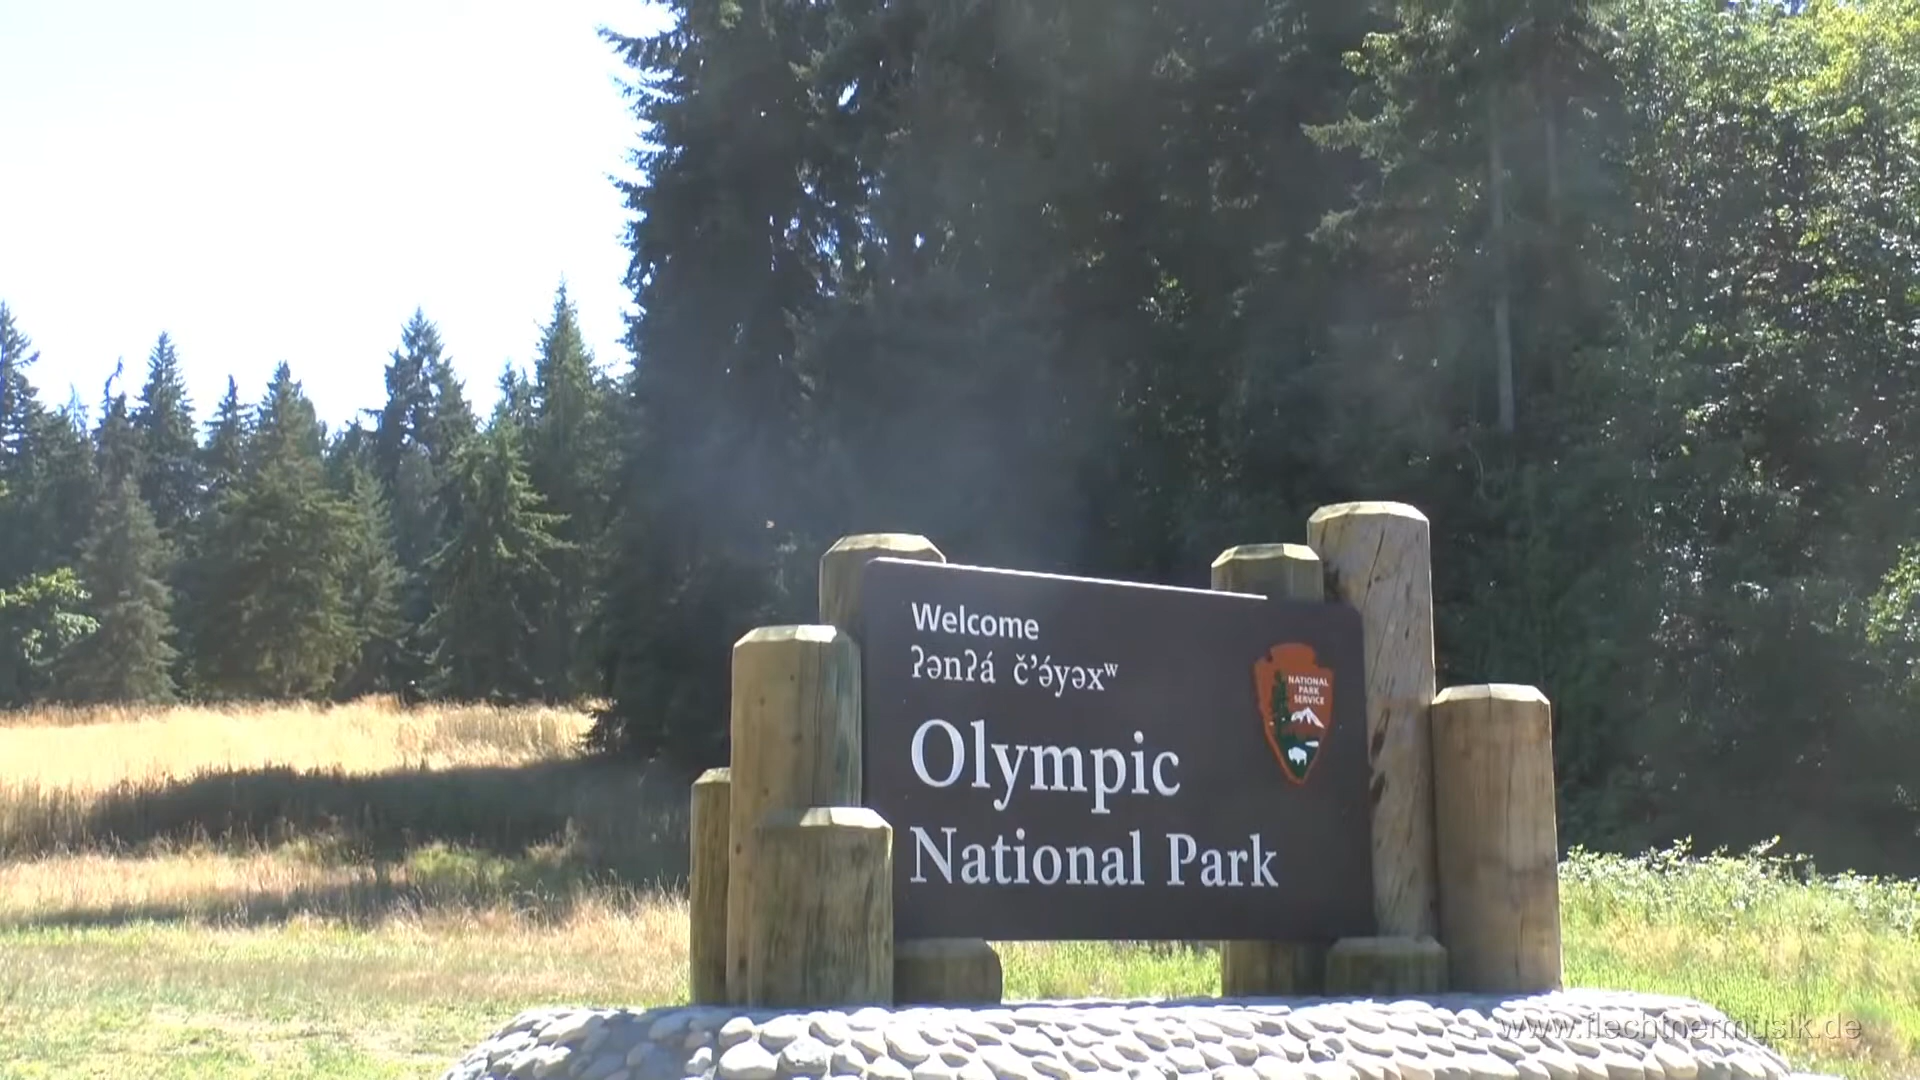 Welcome
ʔənʔá č’ə́yəxʷ
Olympic
National Park
NATIONAL
PARK
SERVICE
www.flechtnermusik.de